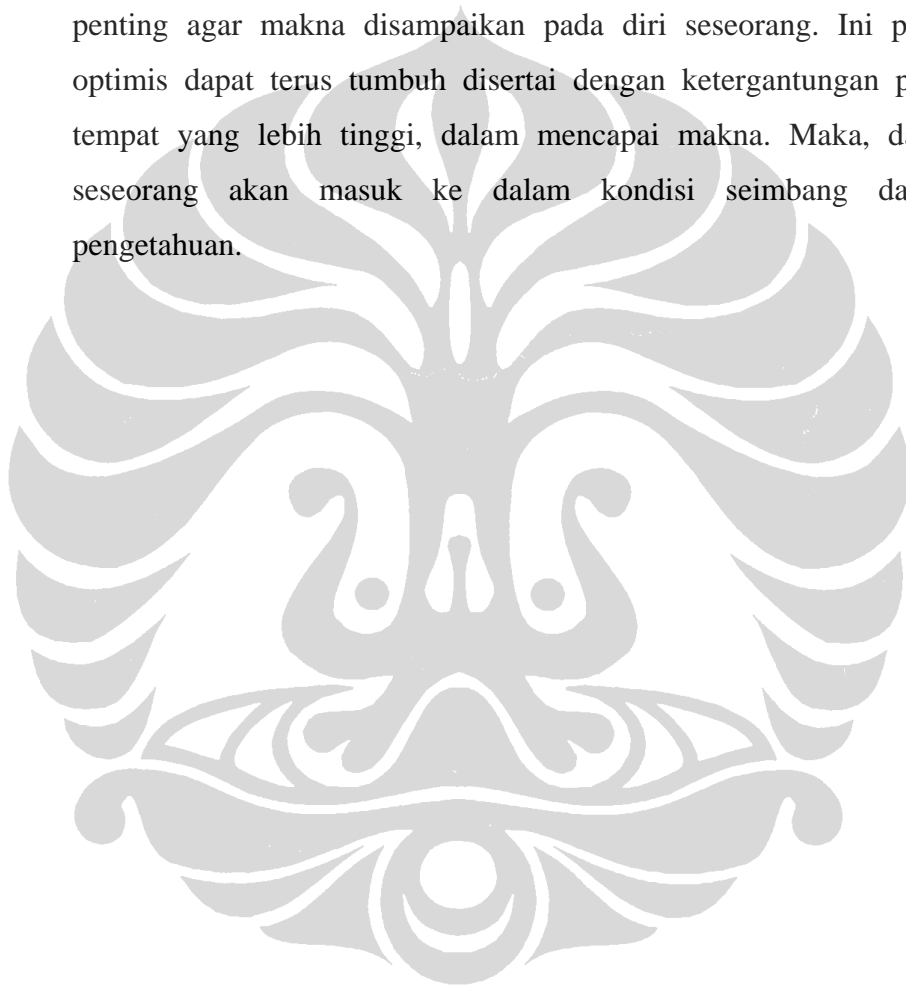 penting agar makna disampaikan pada diri seseorang. Ini p
optimis dapat terus tumbuh disertai dengan ketergantungan p
tempat yang lebih tinggi, dalam mencapai makna. Maka, da
seseorang akan masuk ke dalam kondisi seimbang da
pengetahuan.